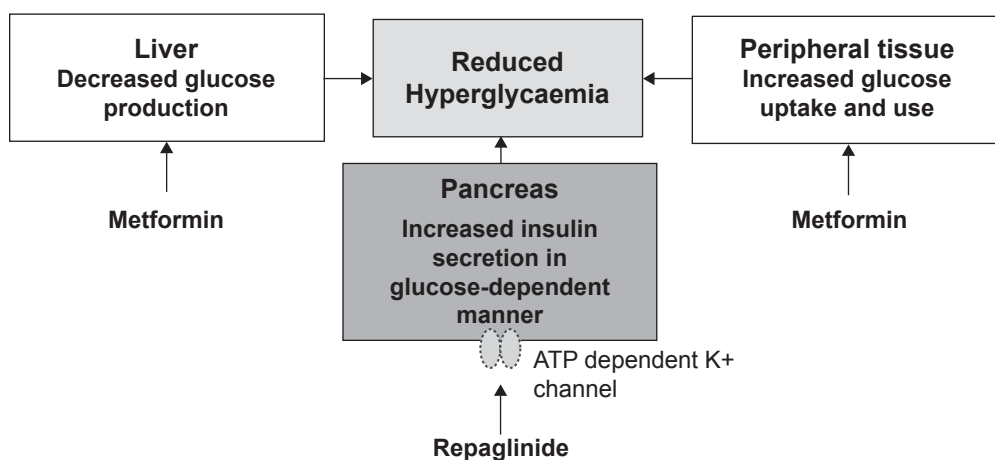 Liver
Decreased glucose
production
Reduced
Hyperglycaemia
Peripheral tissue
Increased glucose
uptake and use
Metformin
Pancreas
Increased insulin
secretion in
glucose-dependent
manner
Metformin
ATP dependent K+
channel
Repaglinide